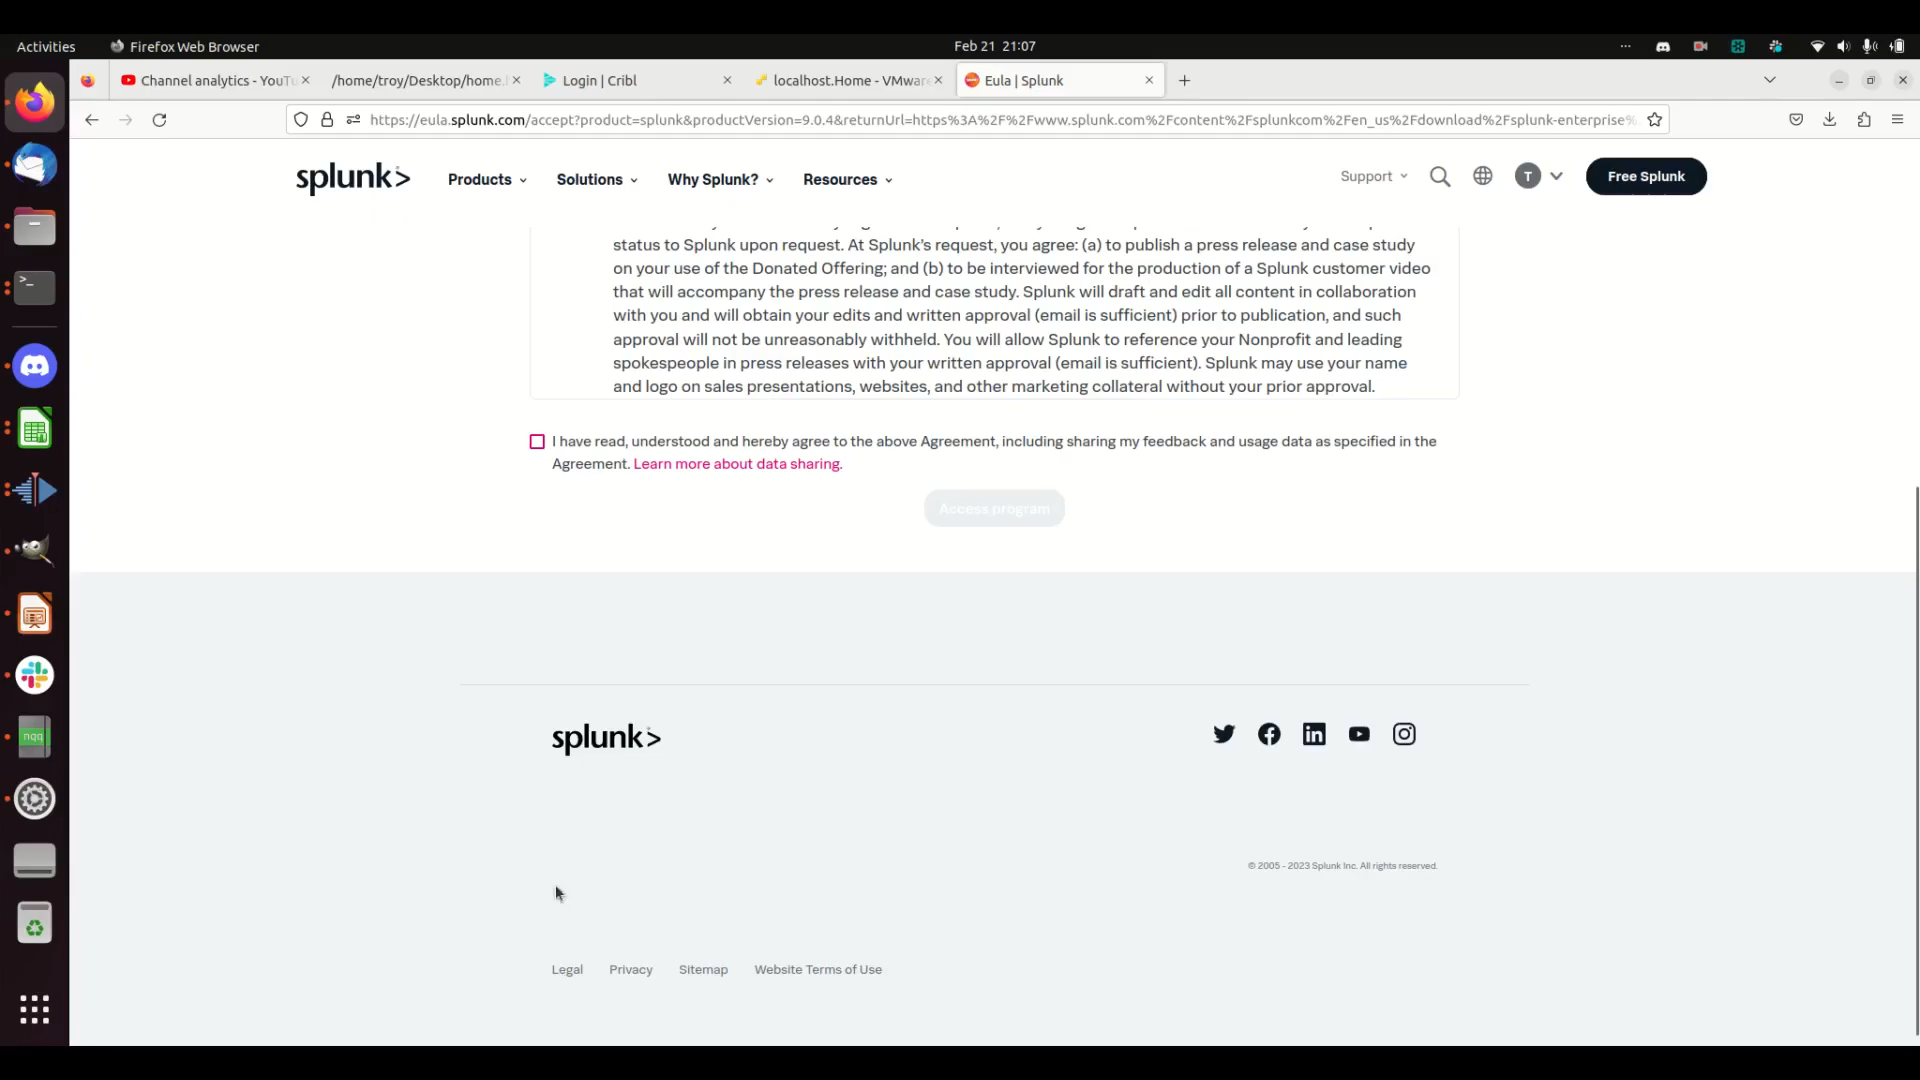 Activities
Firefox Web Browser
Feb 21 21:07
Channel analytics - YouTu
/home/troy/Desktop/home.
Login | Cribl
localhost.Home - VMware
Eula | Splunk
https://eula.splunk.com/accept?product=splunk&productVersion=9.0.4&returnUrl=https%3A%2F%2Fwww.splunk.com%2Fcontent%2Fsplunkcom%2Fen_us%2Fdownload%2Fsplunk-enterprise%
splunk>
Products
Solutions
Why Splunk?
Resources
Support
T
Free Splunk
status to Splunk upon request. At Splunk’s request, you agree: (a) to publish a press release and case study
on your use of the Donated Offering; and (b) to be interviewed for the production of a Splunk customer video
that will accompany the press release and case study. Splunk will draft and edit all content in collaboration
with you and will obtain your edits and written approval (email is sufficient) prior to publication, and such
approval will not be unreasonably withheld. You will allow Splunk to reference your Nonprofit and leading
spokespeople in press releases with your written approval (email is sufficient). Splunk may use your name
and logo on sales presentations, websites, and other marketing collateral without your prior approval.
I have read, understood and hereby agree to the above Agreement, including sharing my feedback and usage data as specified in the
Agreement. Learn more about data sharing.
Access program
splunk>
© 2005 - 2023 Splunk Inc. All rights reserved.
Legal
Privacy
Sitemap
Website Terms of Use
nqq